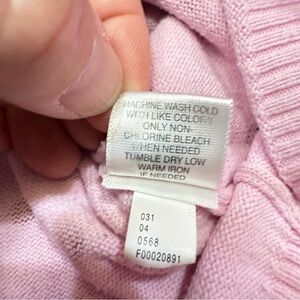 MACHINE WASH COLD
WITH LIKE COLORS
ONLY NON-
CHLORINE BLEACH
WHEN NEEDED
TUMBLE DRY LOW
WARM IRON
IF NEEDED
031
04
0568
F00020891